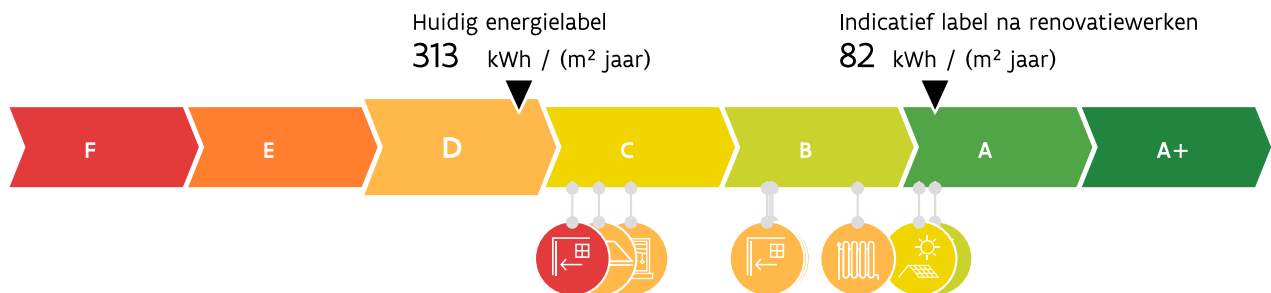 Huidig energielabel
313 kWh / (m² jaar)
Indicatief label na renovatiewerken
82 kWh / (m² jaar)
F E D C B A A+